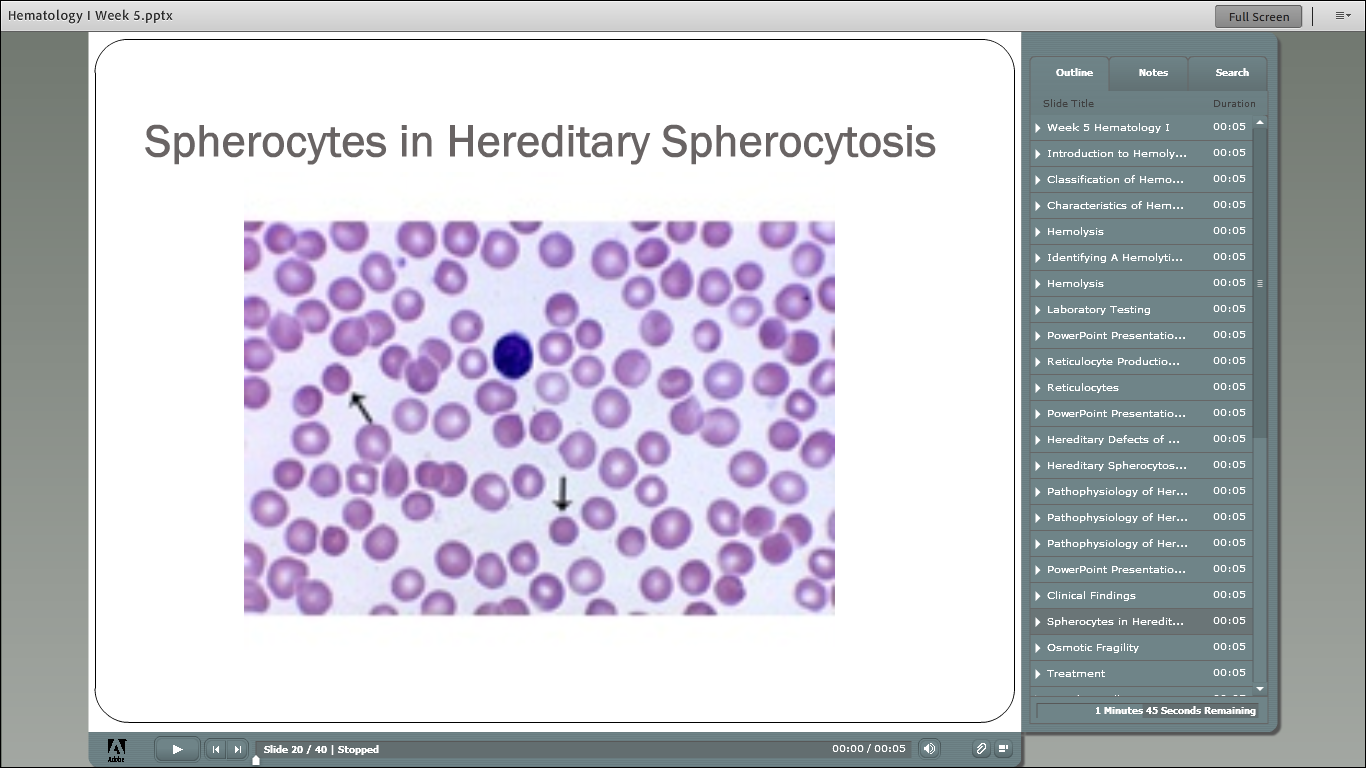 Hematology I Week 5.pptx
Full Screen
Spherocytes in Hereditary Spherocytosis
Outline Notes Search
Slide Title Duration
Week 5 Hematology I 00:05
Introduction to Hemoly... 00:05
Classification of Hemo... 00:05
Characteristics of Hem... 00:05
Hemolysis 00:05
Identifying A Hemolyti... 00:05
Hemolysis 00:05
Laboratory Testing 00:05
PowerPoint Presentatio... 00:05
Reticulocyte Productio... 00:05
Reticulocytes 00:05
PowerPoint Presentatio... 00:05
Hereditary Defects of ... 00:05
Hereditary Spherocytos... 00:05
Pathophysiology of Her... 00:05
Pathophysiology of Her... 00:05
Pathophysiology of Her... 00:05
PowerPoint Presentatio... 00:05
Clinical Findings 00:05
Spherocytes in Heredit... 00:05
Osmotic Fragility 00:05
Treatment 00:05
1 Minutes 45 Seconds Remaining
Adobe
Slide 20 / 40 | Stopped
00:00 / 00:05